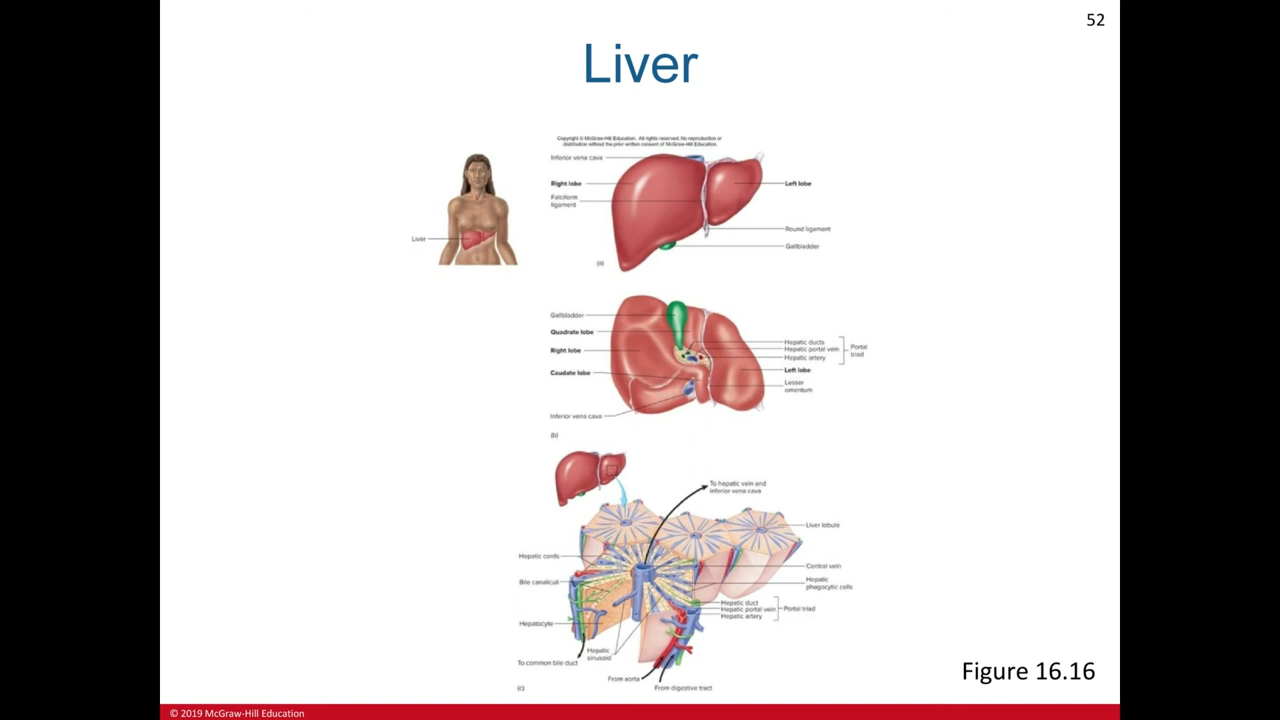 52
Liver
Copyright © McGraw-Hill Education. All rights reserved. No reproduction or
distribution without the prior written consent of McGraw-Hill Education.
Inferior vena cava
Right lobe
Falciform
ligament
Left lobe
Round ligament
Gallbladder
Liver
(a)
Gallbladder
Quadrate lobe
Right lobe
Caudate lobe
Inferior vena cava
Hepatic ducts
Hepatic portal vein
Hepatic artery
Portal
triad
Left lobe
Lesser
omentum
(b)
To hepatic vein and
inferior vena cava
Liver lobule
Hepatic cords
Central vein
Bile canaliculi
Hepatic
phagocytic cells
Hepatic duct
Hepatic portal vein
Hepatic artery
Portal triad
Hepatocyte
Hepatic
sinusoid
To common bile duct
From aorta
From digestive tract
(c)
Figure 16.16
© 2019 McGraw-Hill Education